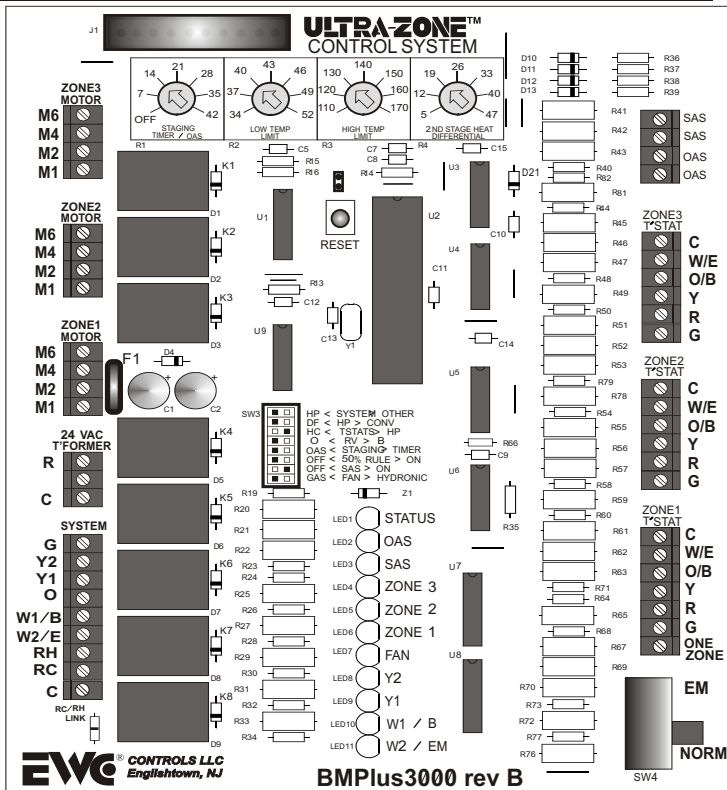 J1
ULTRA-ZONE™
CONTROL SYSTEM
OFF 7 14 21 28 35 42
STAGING
TIMER / OAS
34 37 40 43 46 49 52
LOW TEMP
LIMIT
110 120 130 140 150 160 170
HIGH TEMP
LIMIT
5 12 19 26 33 40 47
2ND STAGE HEAT
DIFFERENTIAL
R1
R2
R3
R4
D10
D11
D12
D13
R36
R37
R38
R39
ZONE3
MOTOR
M6
M4
M2
M1
ZONE2
MOTOR
M6
M4
M2
M1
ZONE1
MOTOR
M6
M4
M2
M1
24 VAC
T'FORMER
R
C
SYSTEM
G
Y2
Y1
O
W1/B
W2/E
RH
RC
C
RC/RH
LINK
K1
D1
K2
D2
K3
D3
F1
D4
C1
C2
K4
D5
K5
D6
K6
D7
K7
D8
K8
D9
C5
R15
R16
U1
R13
C12
U9
C7
C8
R14
RESET
U2
C13
Y1
C11
C15
U3
D21
C10
U4
C14
U5
R66
C9
U6
R35
U7
U8
SW3
HP < SYSTEM OTHER
DF < HP > CONV
HC < TSTATS> HP
O < RV > B
OAS < STAGING> TIMER
OFF < 50% RULE > ON
OFF < SAS > ON
GAS < FAN > HYDRONIC
R19
R20
R21
R22
R23
R24
R25
R26
R27
R28
R29
R30
R31
R32
R33
R34
Z1
LED1 STATUS
LED2 OAS
LED3 SAS
LED4 ZONE 3
LED5 ZONE 2
LED6 ZONE 1
LED7 FAN
LED8 Y2
LED9 Y1
LED10 W1 / B
LED11 W2 / EM
R41
R42
R43
R40
R82
R81
R44
R45
R46
R47
R48
R49
R50
R51
R52
R53
R79
R78
R54
R55
R56
R57
R58
R59
R60
R61
R62
R63
R71
R64
R65
R68
R67
R69
R70
R73
R72
R77
R76
SAS
SAS
OAS
OAS
ZONE3
T'STAT
C
W/E
O/B
Y
R
G
ZONE2
T'STAT
C
W/E
O/B
Y
R
G
ZONE1
T'STAT
C
W/E
O/B
Y
R
G
ONE
ZONE
EM
NORM
SW4
EWC® CONTROLS LLC
Englishtown, NJ
BMPlus3000 rev B